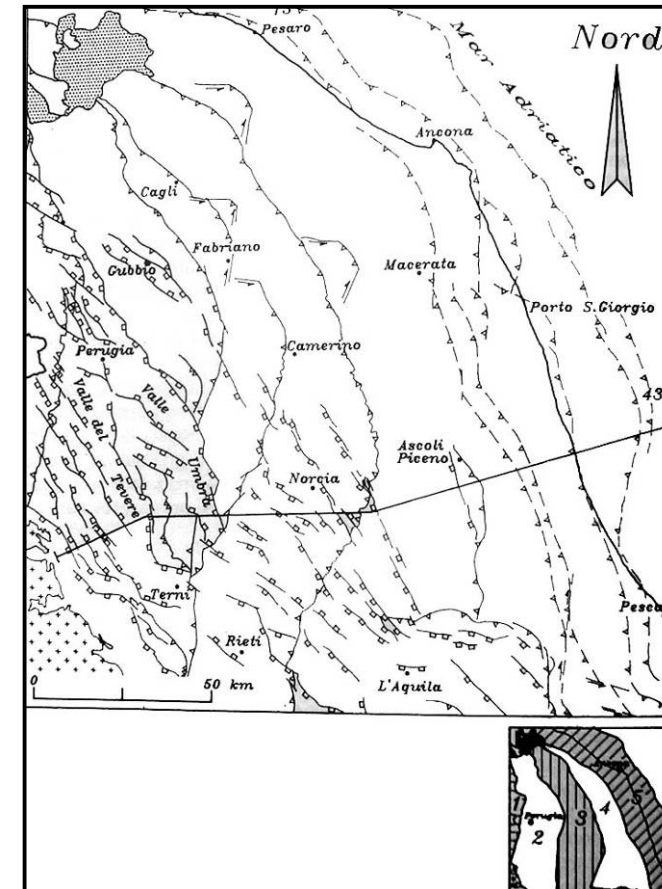 Nord
Pesaro
Mar Adriatico
Ancona
Cagli
Fabriano
Gubbio
Macerata
Porto S.Giorgio
Perugia
Camerino
Valle del Tevere
Valle Umbra
43
Ascoli
Piceno
Norcia
Terni
Pesca
Rieti
L'Aquila
0
50 km
1
Perugia
2
3
4
5